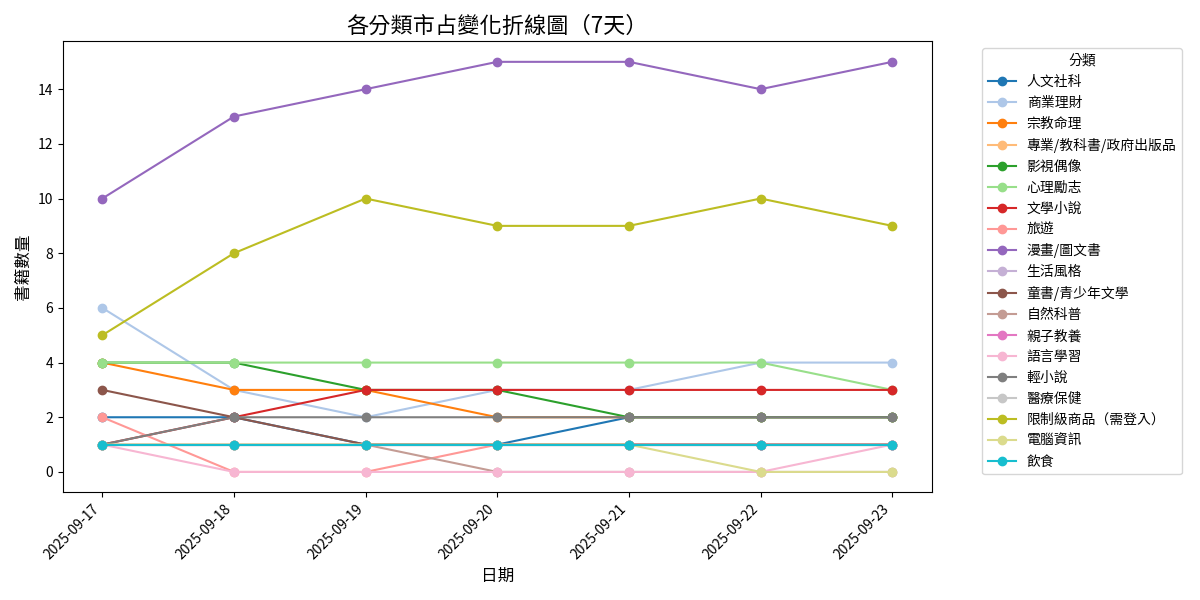 各分類市占變化折線圖（7天）
書籍數量
14
12
10
8
6
4
2
0
2025-09-17
2025-09-18
2025-09-19
2025-09-20
2025-09-21
2025-09-22
2025-09-23
日期
分類
人文社科
商業理財
宗教命理
專業/教科書/政府出版品
影視偶像
心理勵志
文學小說
旅遊
漫畫/圖文書
生活風格
童書/青少年文學
自然科普
親子教養
語言學習
輕小說
醫療保健
限制級商品（需登入）
電腦資訊
飲食